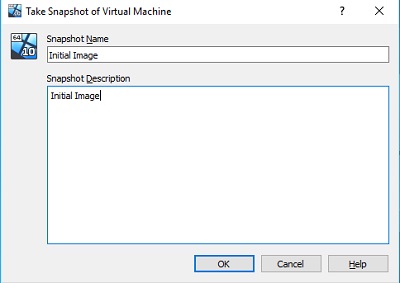 Take Snapshot of Virtual Machine
?
64
10
Snapshot Name
Initial Image
Snapshot Description
Initial Image
OK Cancel Help